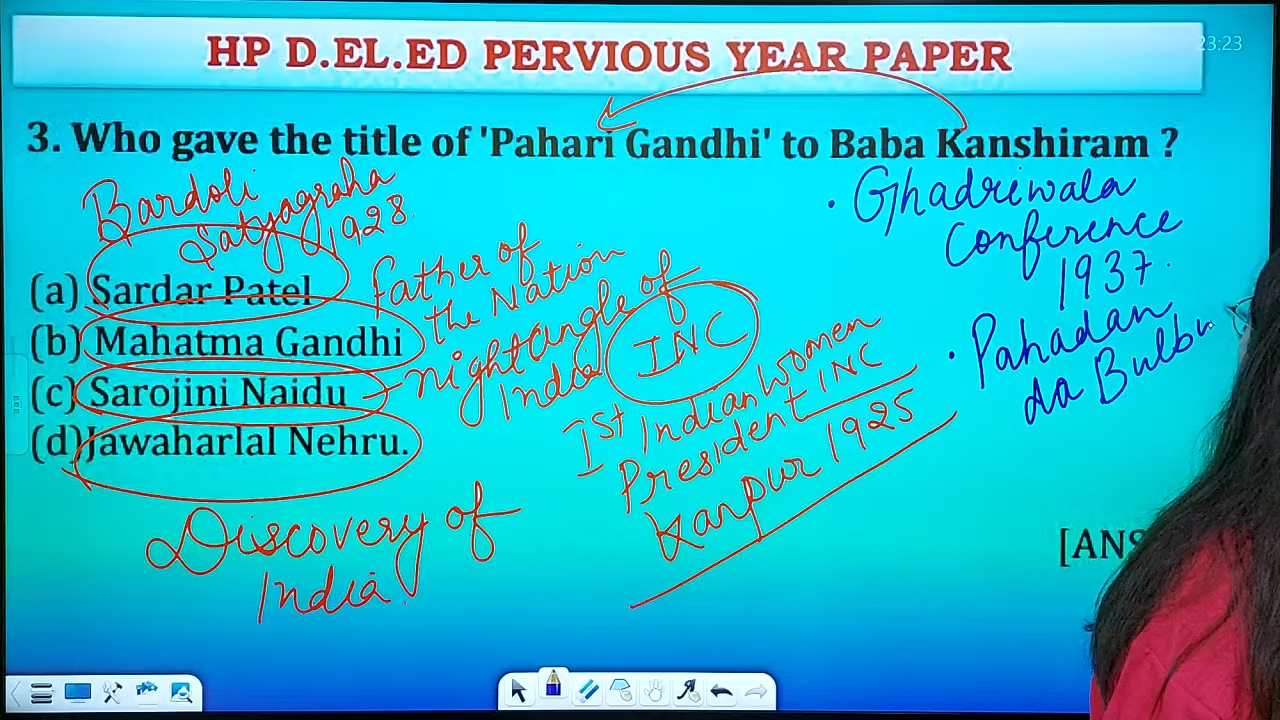 HP D.EL.ED PERVIOUS YEAR PAPER
23:23
3. Who gave the title of 'Pahari Gandhi' to Baba Kanshiram ?
Bardoli
Satyagraha
1928.
(a) Sardar Patel
(b) Mahatma Gandhi
(c) Sarojini Naidu
(d)Jawaharlal Nehru.
Father of
the Nation
nightangle of
India
INC
Ist Indian women
President INC
Kanpur 1925
Discovery of
India
• Ghadriwala
Conference
1937.
• Pahadan
da Bulbu
[ANS